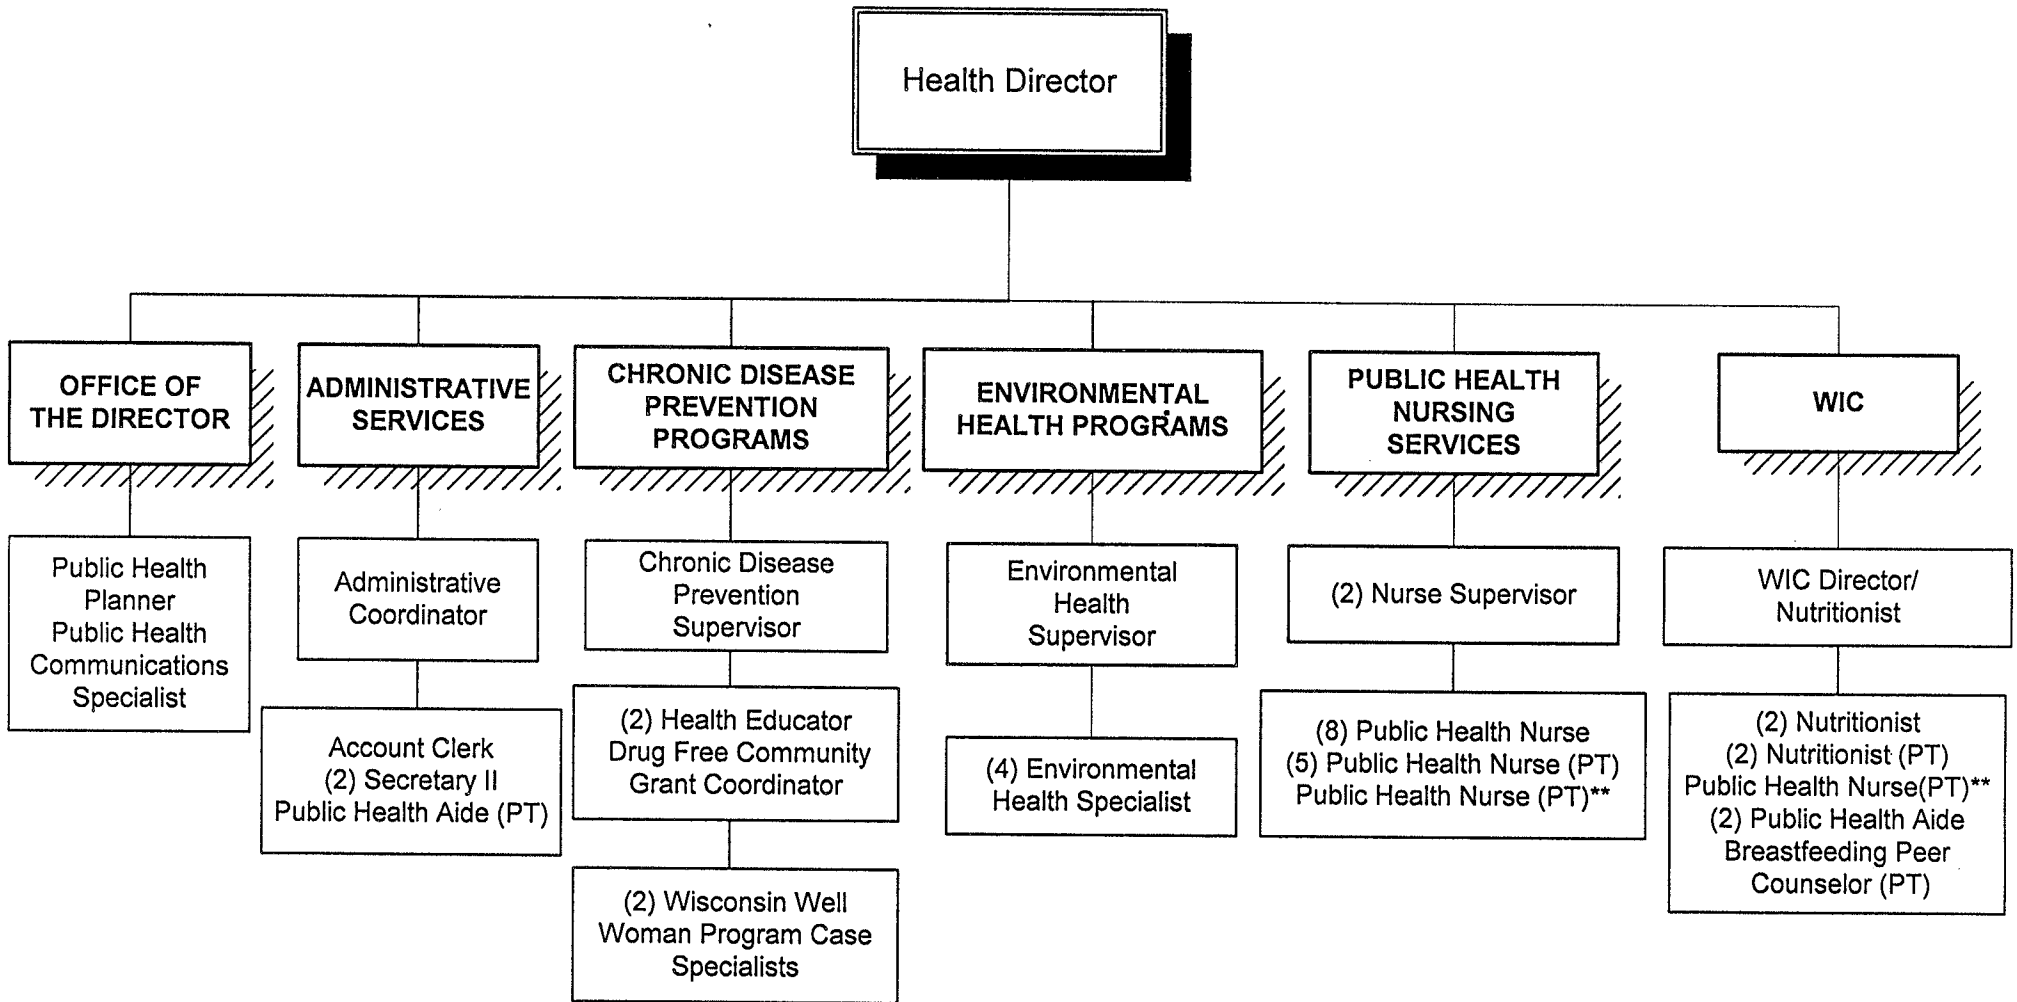 Health Director
OFFICE OF
THE DIRECTOR
ADMINISTRATIVE
SERVICES
CHRONIC DISEASE
PREVENTION
PROGRAMS
ENVIRONMENTAL
HEALTH PROGRAMS
PUBLIC HEALTH
NURSING
SERVICES
WIC
Public Health
Planner
Public Health
Communications
Specialist
Administrative
Coordinator
Account Clerk
(2) Secretary II
Public Health Aide (PT)
Chronic Disease
Prevention
Supervisor
(2) Health Educator
Drug Free Community
Grant Coordinator
(2) Wisconsin Well
Woman Program Case
Specialists
Environmental
Health
Supervisor
(4) Environmental
Health Specialist
(2) Nurse Supervisor
(8) Public Health Nurse
(5) Public Health Nurse (PT)
Public Health Nurse (PT)**
WIC Director/
Nutritionist
(2) Nutritionist
(2) Nutritionist (PT)
Public Health Nurse(PT)**
(2) Public Health Aide
Breastfeeding Peer
Counselor (PT)